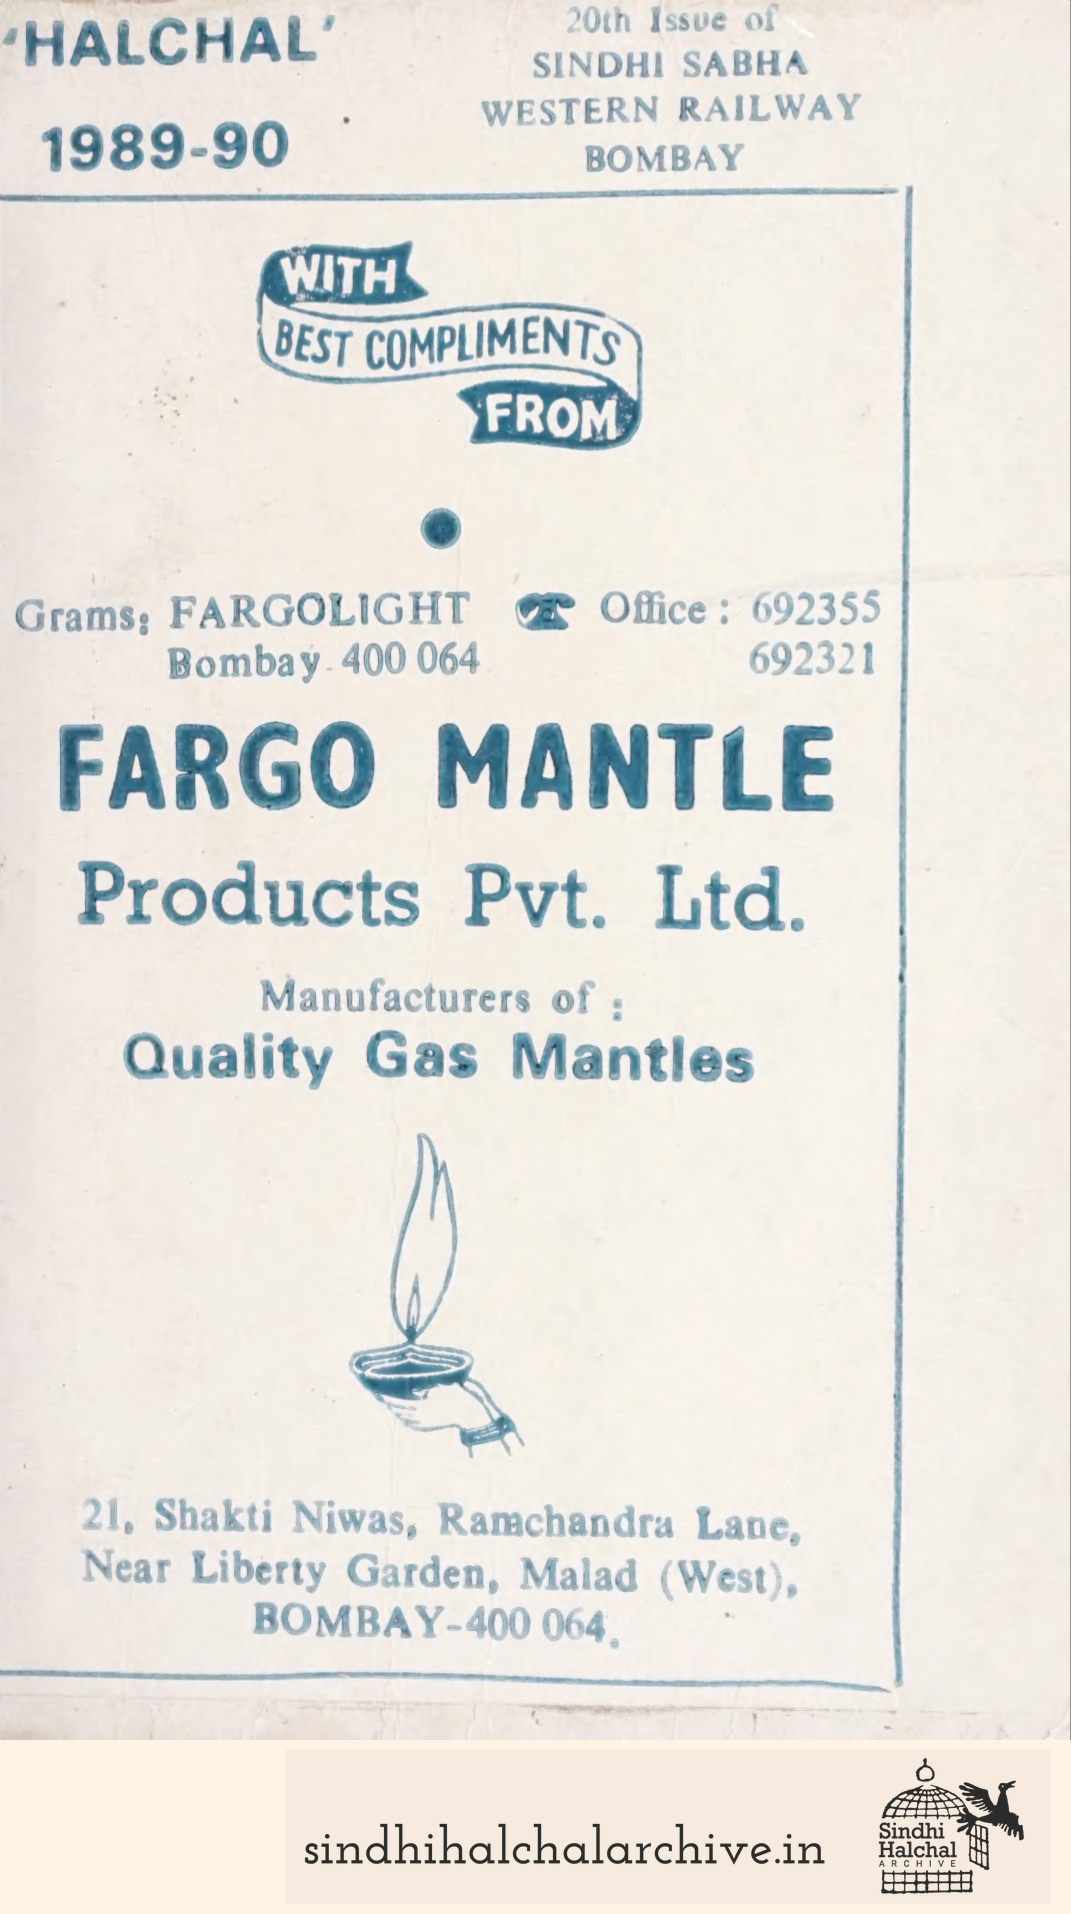 'HALCHAL'
1989-90
20th Issue of
SINDHI SABHA
WESTERN RAILWAY
BOMBAY
WITH
BEST COMPLIMENTS
FROM
Grams: FARGOLIGHT ☎ Office : 692355
Bombay-400 064 692321
FARGO MANTLE
Products Pvt. Ltd.
Manufacturers of :
Quality Gas Mantles
21, Shakti Niwas, Ramchandra Lane,
Near Liberty Garden, Malad (West),
BOMBAY-400 064.
sindhihalchalarchive.in
Sindhi
Halchal
ARCHIVE